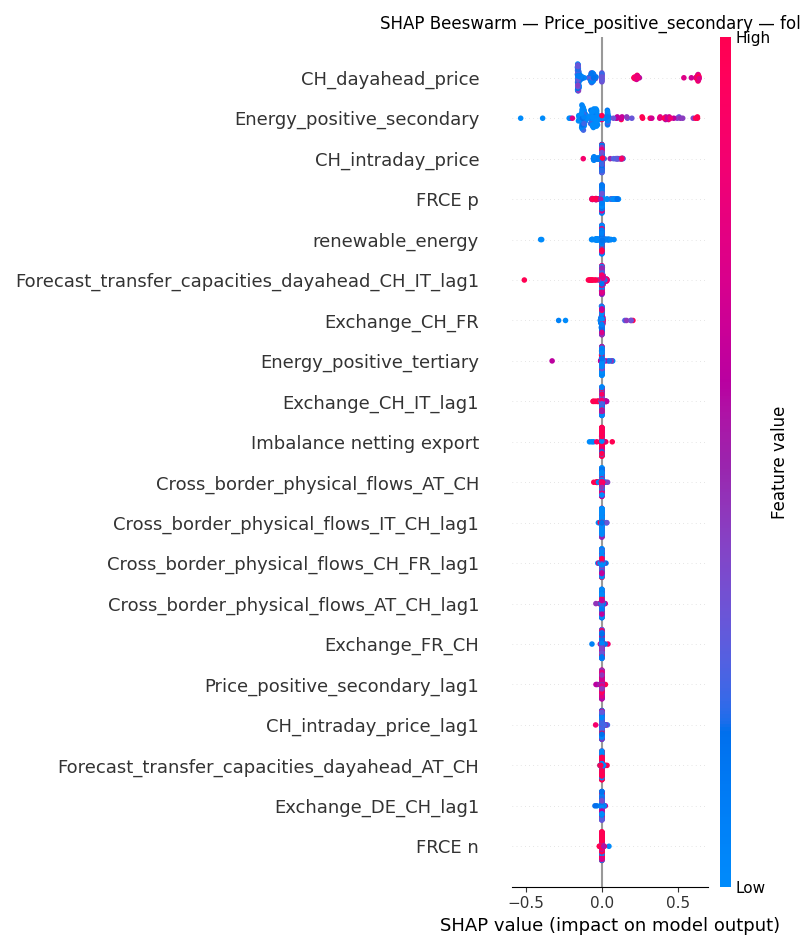 SHAP Beeswarm — Price_positive_secondary — fol
High
CH_dayahead_price
Energy_positive_secondary
CH_intraday_price
FRCE p
renewable_energy
Forecast_transfer_capacities_dayahead_CH_IT_lag1
Exchange_CH_FR
Energy_positive_tertiary
Exchange_CH_IT_lag1
Imbalance netting export
Cross_border_physical_flows_AT_CH
Cross_border_physical_flows_IT_CH_lag1
Cross_border_physical_flows_CH_FR_lag1
Cross_border_physical_flows_AT_CH_lag1
Exchange_FR_CH
Price_positive_secondary_lag1
CH_intraday_price_lag1
Forecast_transfer_capacities_dayahead_AT_CH
Exchange_DE_CH_lag1
FRCE n
Feature value
Low
−0.5 0.0 0.5
SHAP value (impact on model output)